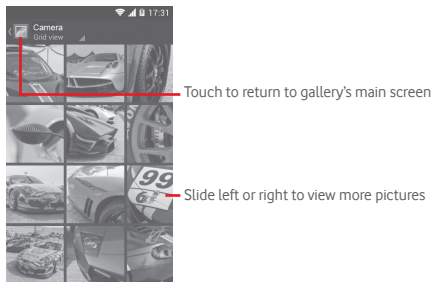 17:31
Camera
Grid view
Touch to return to gallery's main screen
Slide left or right to view more pictures
99